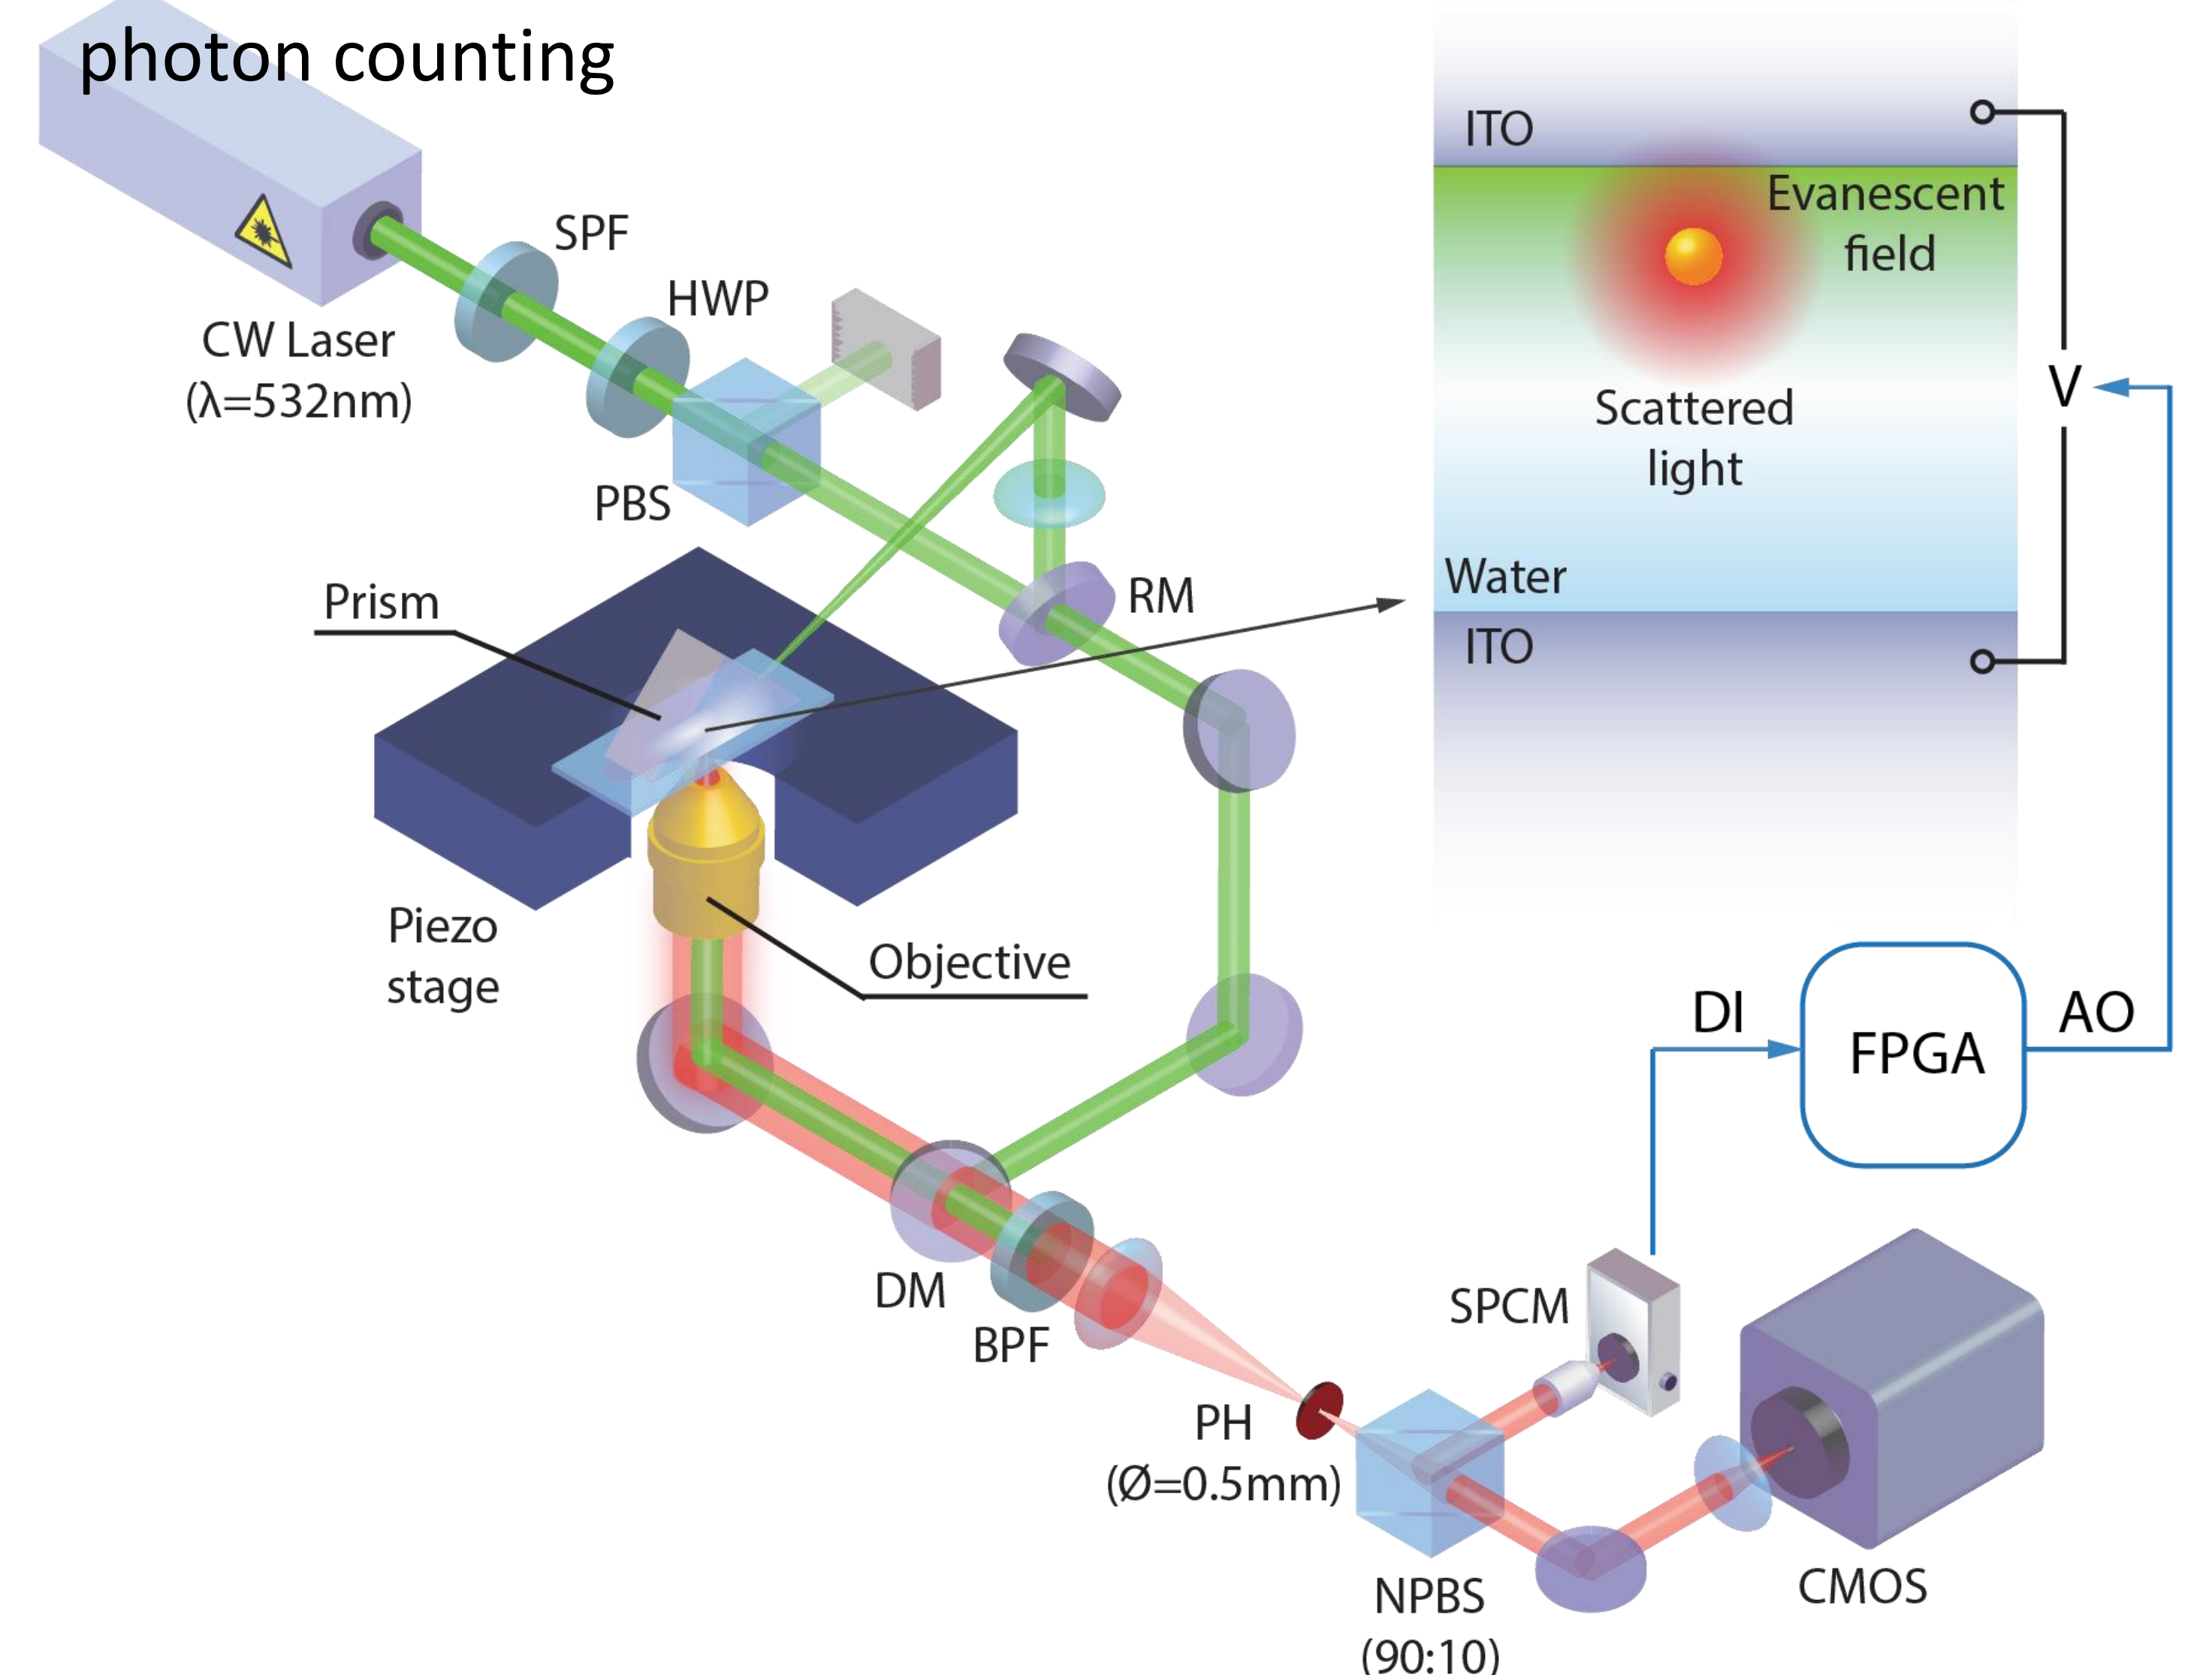 photon counting
CW Laser
(λ=532nm)
SPF
HWP
PBS
RM
Prism
Piezo
stage
Objective
DM
BPF
PH
(Ø=0.5mm)
NPBS
(90:10)
SPCM
CMOS
DI
FPGA
AO
ITO
Evanescent
field
Scattered
light
Water
ITO
V